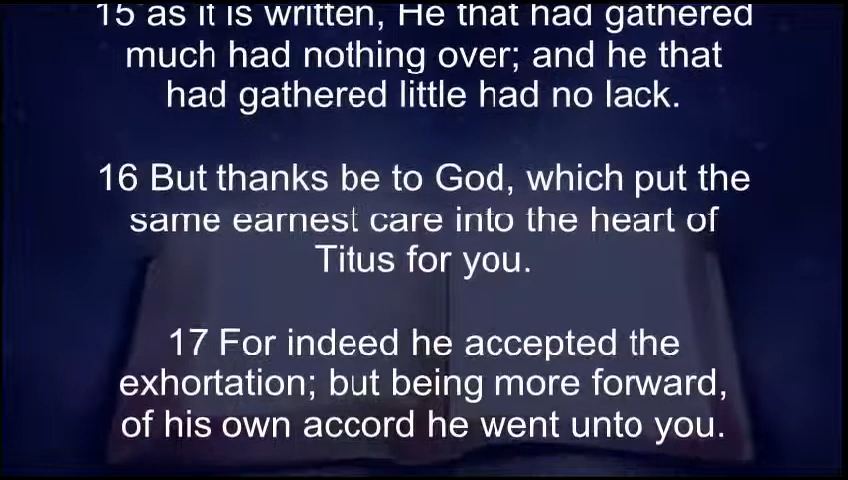 15 as it is written, He that had gathered
much had nothing over; and he that
had gathered little had no lack.
16 But thanks be to God, which put the
same earnest care into the heart of
Titus for you.
17 For indeed he accepted the
exhortation; but being more forward,
of his own accord he went unto you.